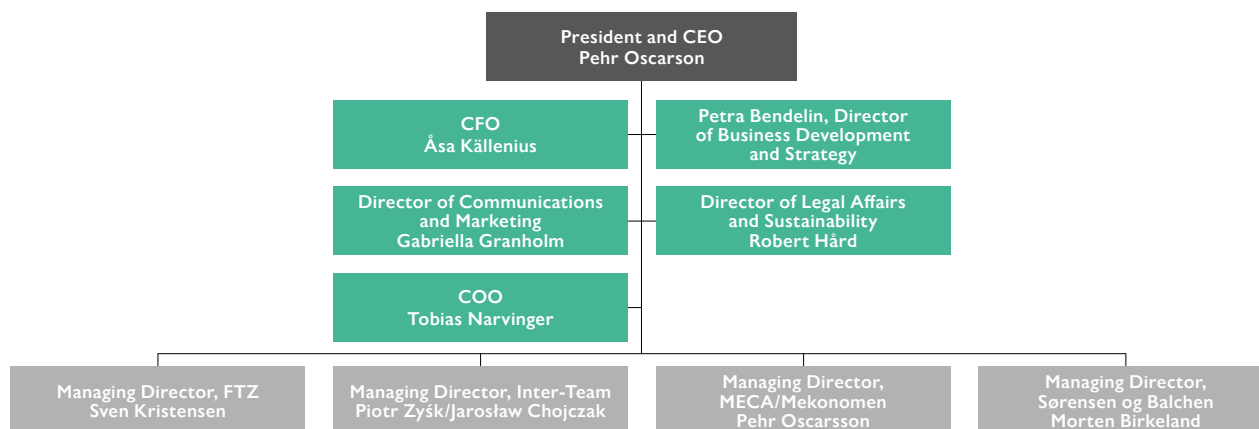 President and CEO
Pehr Oscarson
CFO
Åsa Källenius
Petra Bendelin, Director
of Business Development
and Strategy
Director of Communications
and Marketing
Gabriella Granholm
Director of Legal Affairs
and Sustainability
Robert Hård
COO
Tobias Narvinger
Managing Director, FTZ
Sven Kristensen
Managing Director, Inter-Team
Piotr Zyśk/Jarosław Chojczak
Managing Director,
MECA/Mekonomen
Pehr Oscarsson
Managing Director,
Sørensen og Balchen
Morten Birkeland